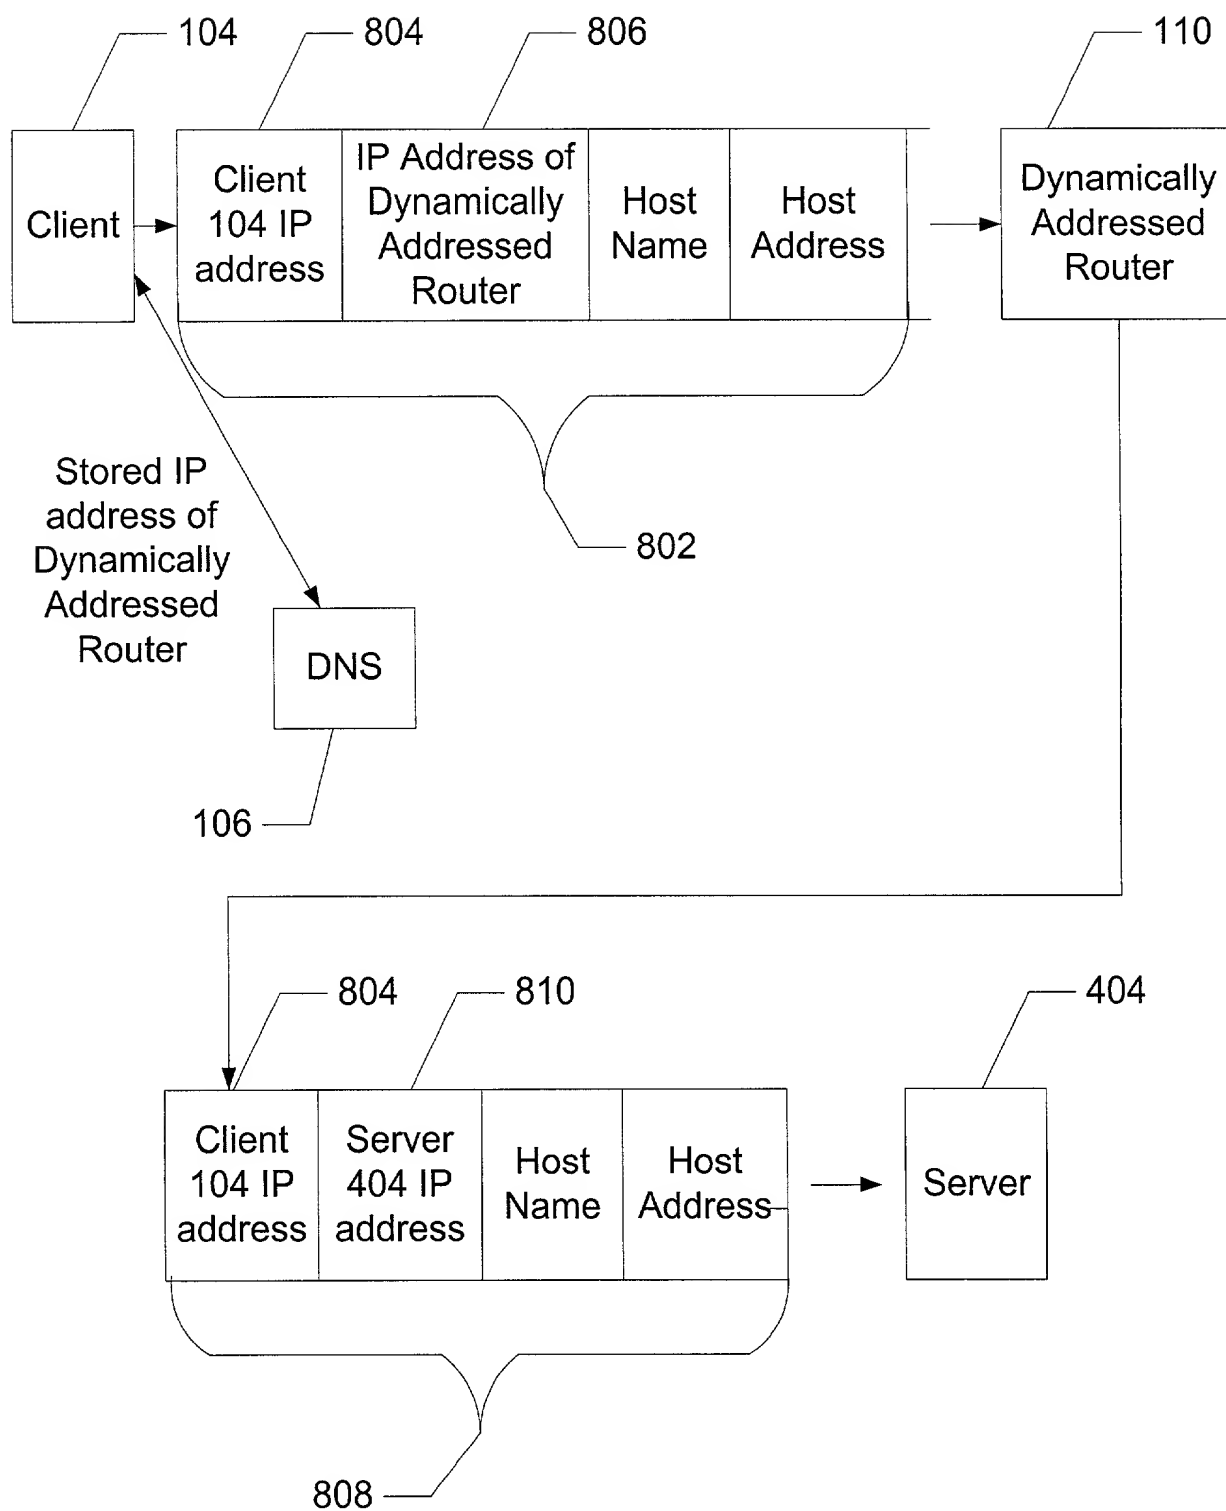 104
804
806
110
Client
Client
104 IP
address
IP Address of
Dynamically
Addressed
Router
Host
Name
Host
Address
Dynamically
Addressed
Router
Stored IP
address of
Dynamically
Addressed
Router
802
DNS
106
804
810
404
Client
104 IP
address
Server
404 IP
address
Host
Name
Host
Address
Server
808